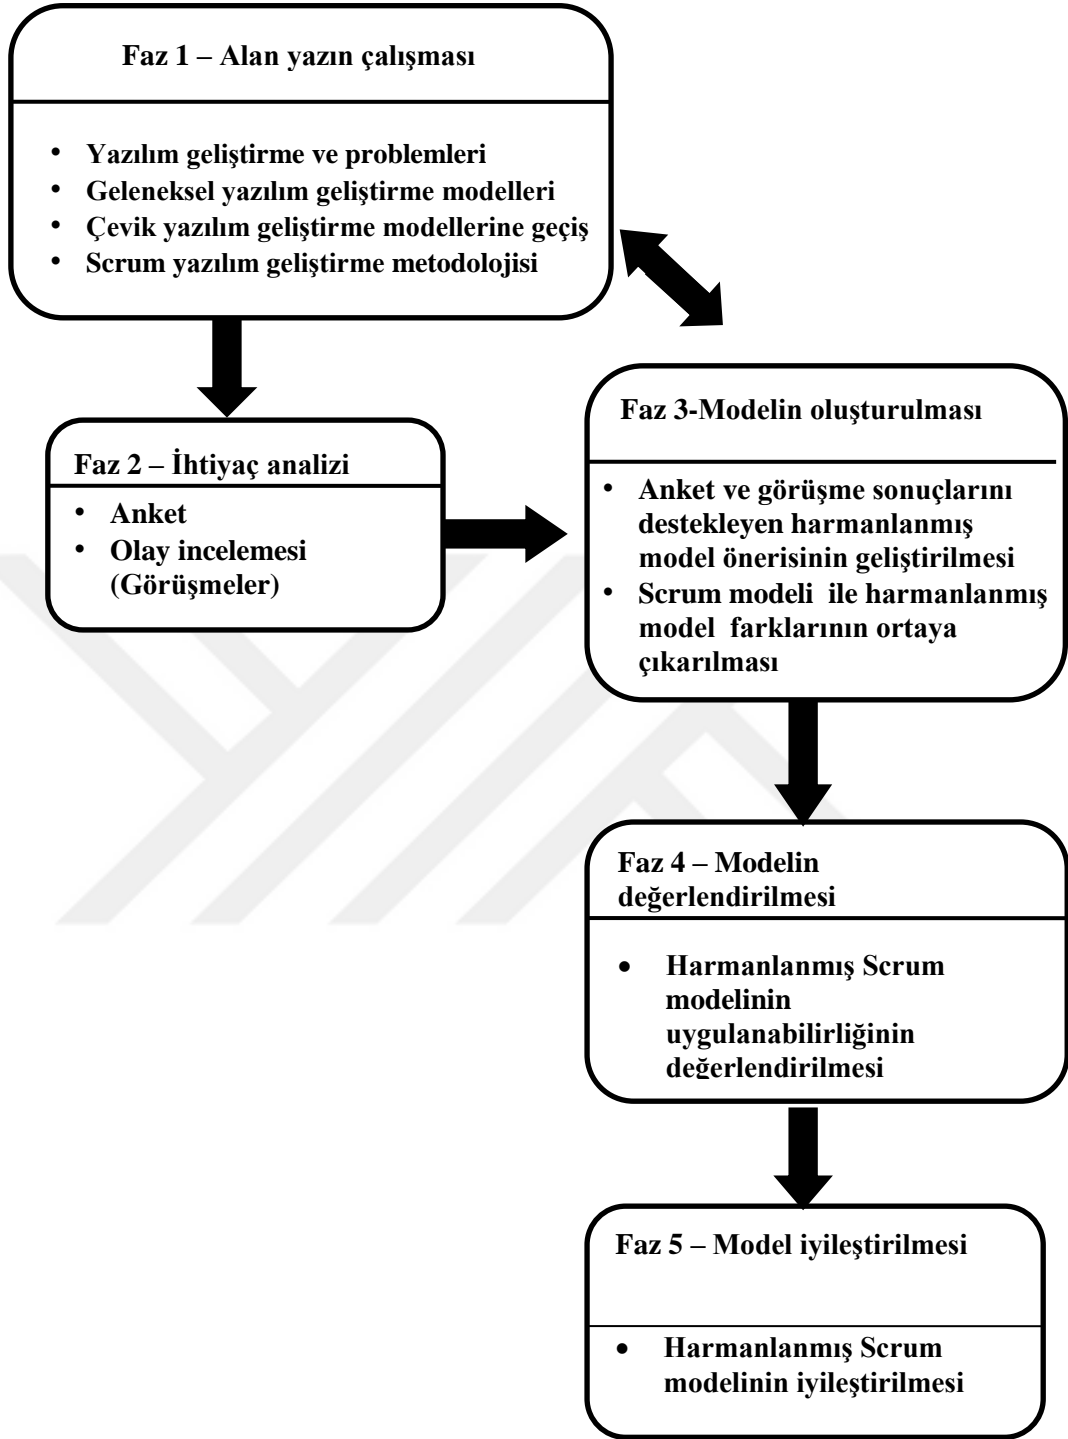 Faz 1 – Alan yazın çalışması
• Yazılım geliştirme ve problemleri
• Geleneksel yazılım geliştirme modelleri
• Çevik yazılım geliştirme modellerine geçiş
• Scrum yazılım geliştirme metodolojisi
Faz 2 – İhtiyaç analizi
• Anket
• Olay incelemesi
(Görüşmeler)
Faz 3-Modelin oluşturulması
• Anket ve görüşme sonuçlarını
destekleyen harmanlanmış
model önerisinin geliştirilmesi
• Scrum modeli ile harmanlanmış
model farklarının ortaya
çıkarılması
Faz 4 – Modelin
değerlendirilmesi
• Harmanlanmış Scrum
modelinin
uygulanabilirliğinin
değerlendirilmesi
Faz 5 – Model iyileştirilmesi
• Harmanlanmış Scrum
modelinin iyileştirilmesi